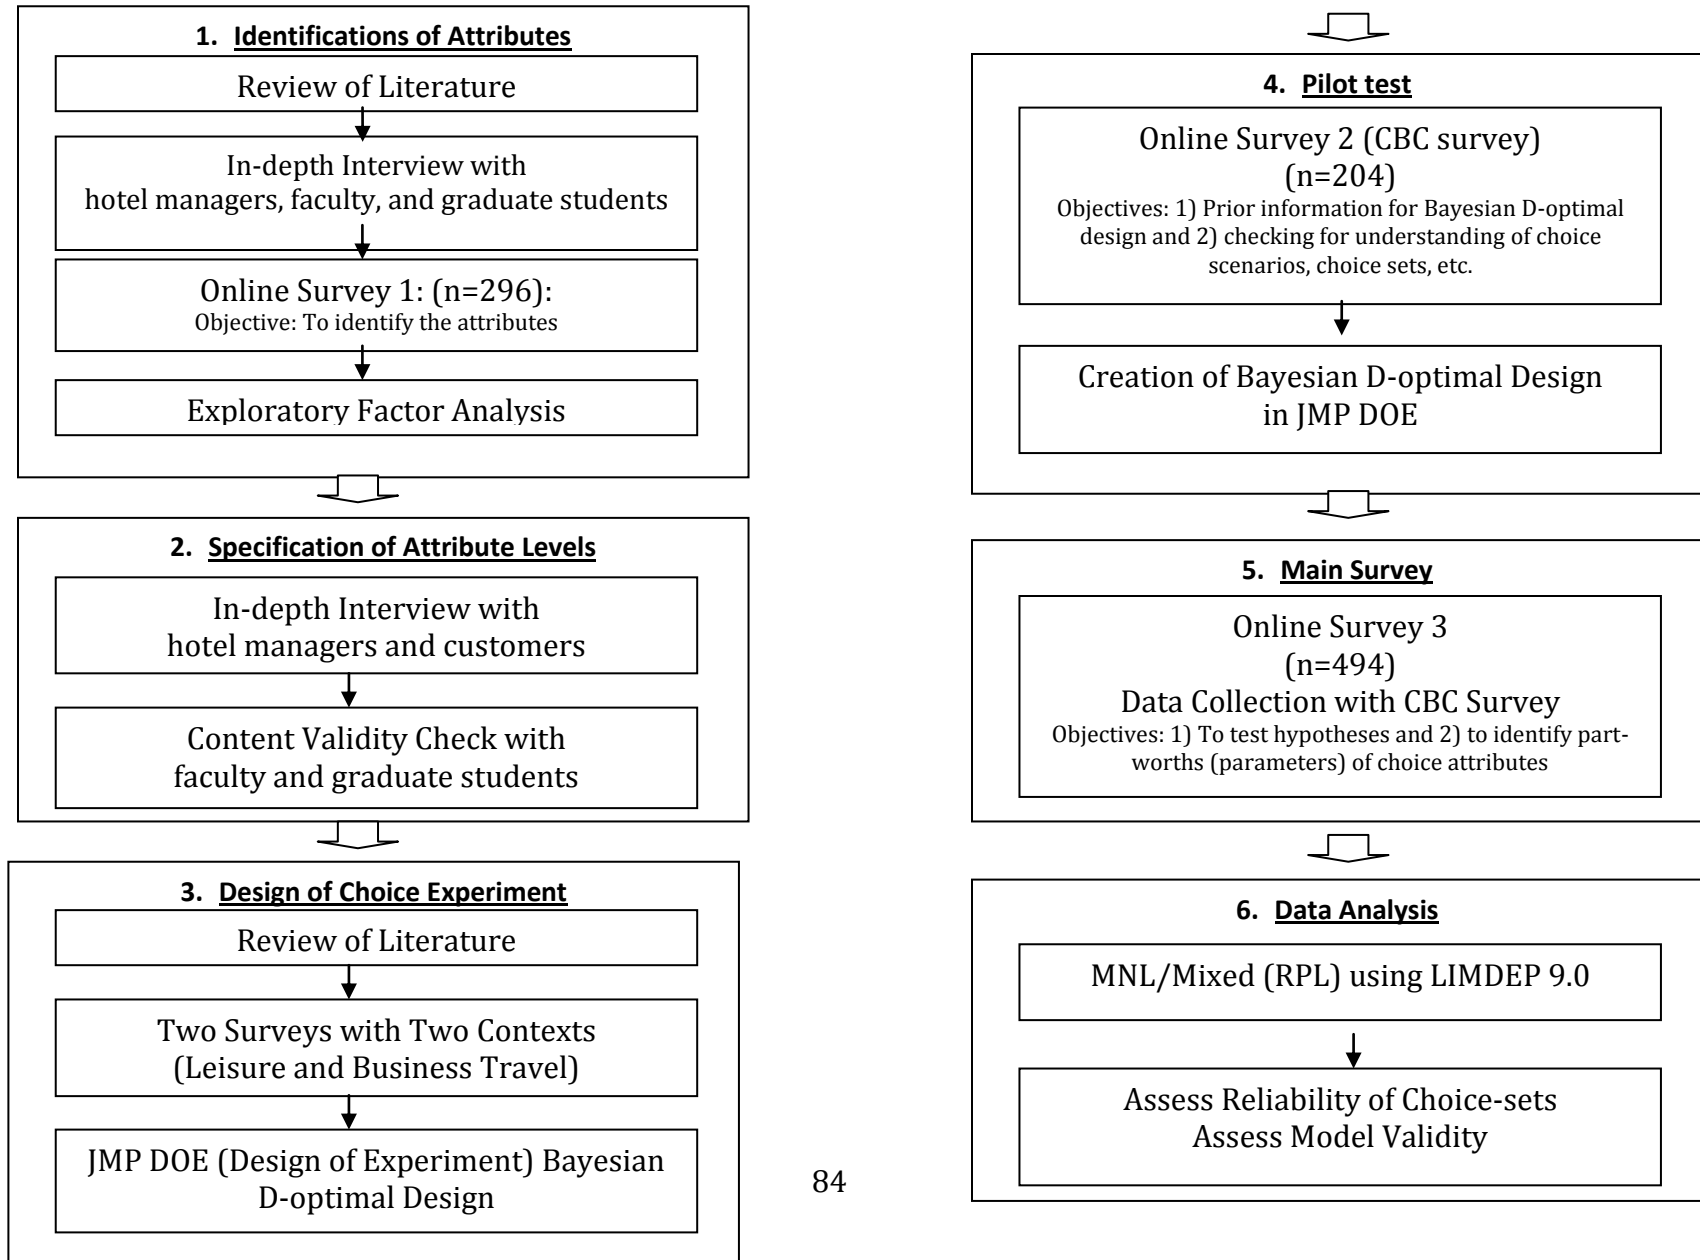 1. Identifications of Attributes
Review of Literature
In-depth Interview with
hotel managers, faculty, and graduate students
Online Survey 1: (n=296):
Objective: To identify the attributes
Exploratory Factor Analysis
2. Specification of Attribute Levels
In-depth Interview with
hotel managers and customers
Content Validity Check with
faculty and graduate students
3. Design of Choice Experiment
Review of Literature
Two Surveys with Two Contexts
(Leisure and Business Travel)
JMP DOE (Design of Experiment) Bayesian
D-optimal Design
84
4. Pilot test
Online Survey 2 (CBC survey)
(n=204)
Objectives: 1) Prior information for Bayesian D-optimal
design and 2) checking for understanding of choice
scenarios, choice sets, etc.
Creation of Bayesian D-optimal Design
in JMP DOE
5. Main Survey
Online Survey 3
(n=494)
Data Collection with CBC Survey
Objectives: 1) To test hypotheses and 2) to identify part-
worths (parameters) of choice attributes
6. Data Analysis
MNL/Mixed (RPL) using LIMDEP 9.0
Assess Reliability of Choice-sets
Assess Model Validity